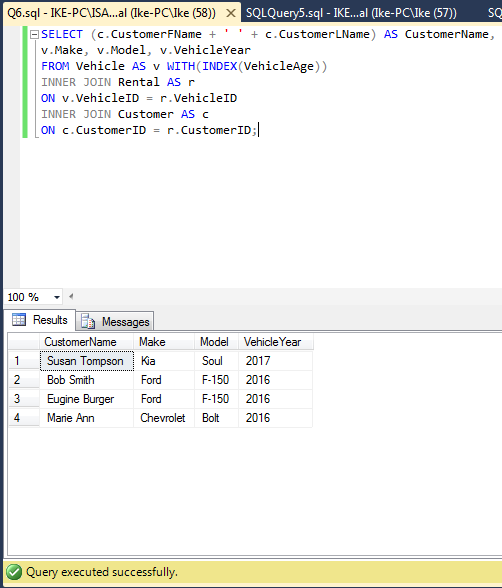 Q6.sql - IKE-PC\ISA...al (Ike-PC\Ike (58)) SQLQuery5.sql - IKE...al (Ike-PC\Ike (57)) SQ
SELECT (c.CustomerFName + ' ' + c.CustomerLName) AS CustomerName,
v.Make, v.Model, v.VehicleYear
FROM Vehicle AS v WITH(INDEX(VehicleAge))
INNER JOIN Rental AS r
ON v.VehicleID = r.VehicleID
INNER JOIN Customer AS c
ON c.CustomerID = r.CustomerID;
100 %
Results Messages
CustomerName Make Model VehicleYear
1 Susan Tompson Kia Soul 2017
2 Bob Smith Ford F-150 2016
3 Eugine Burger Ford F-150 2016
4 Marie Ann Chevrolet Bolt 2016
Query executed successfully.